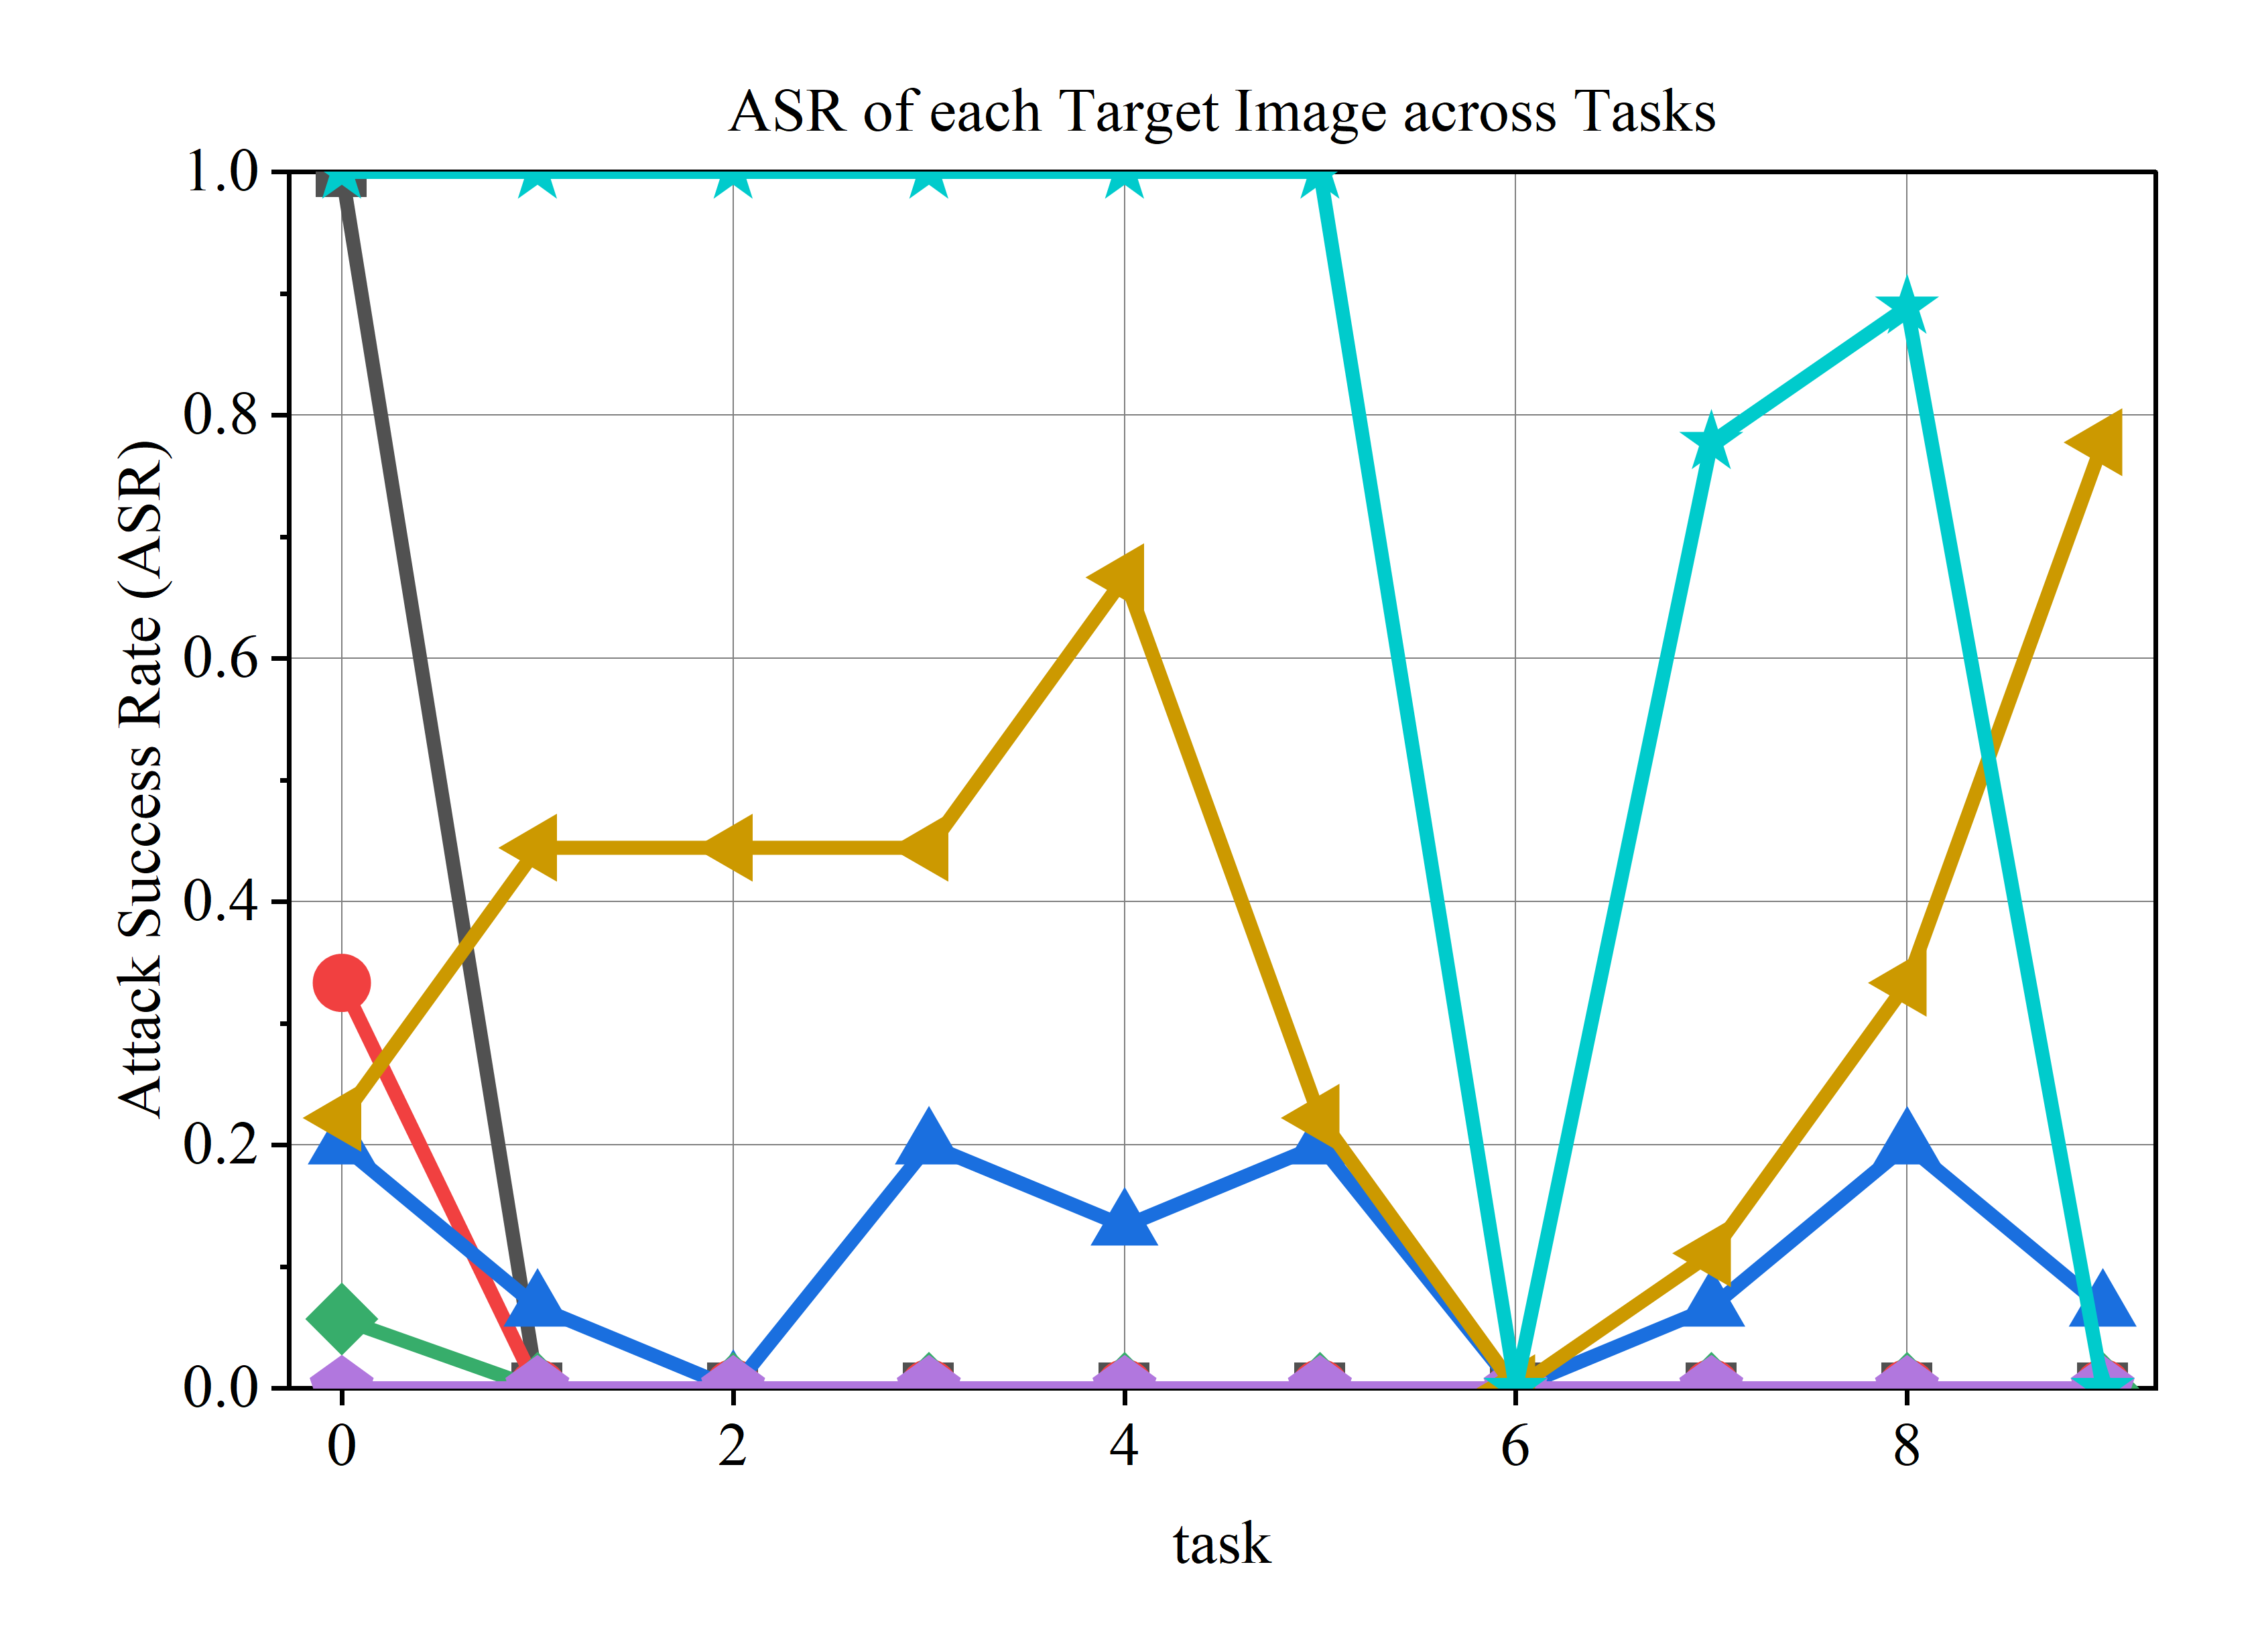 ASR of each Target Image across Tasks
Attack Success Rate (ASR)
1.0
0.8
0.6
0.4
0.2
0.0
0 2 4 6 8
task